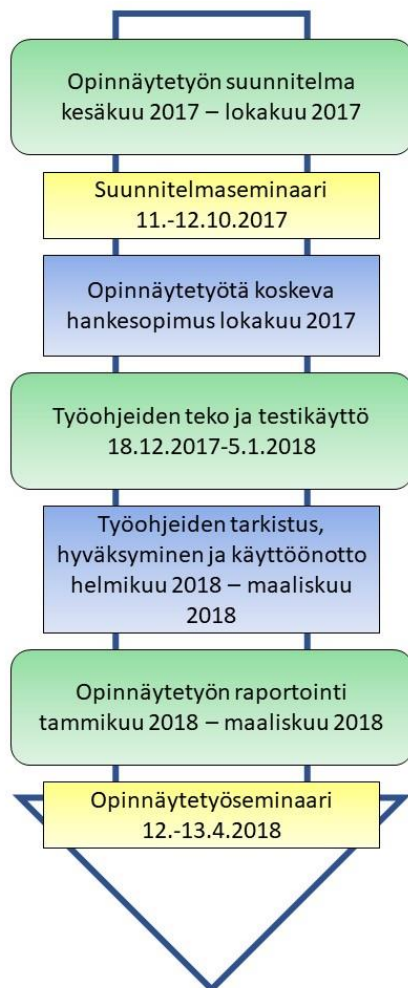 Opinnäytetyön suunnitelma
kesäkuu 2017 – lokakuu 2017
Suunnitelmaseminaari
11.-12.10.2017
Opinnäytetyötä koskeva
hankesopimus lokakuu 2017
Työohjeiden teko ja testikäyttö
18.12.2017-5.1.2018
Työohjeiden tarkistus,
hyväksyminen ja käyttöönotto
helmikuu 2018 – maaliskuu
2018
Opinnäytetyön raportointi
tammikuu 2018 – maaliskuu 2018
Opinnäytetyöseminaari
12.-13.4.2018